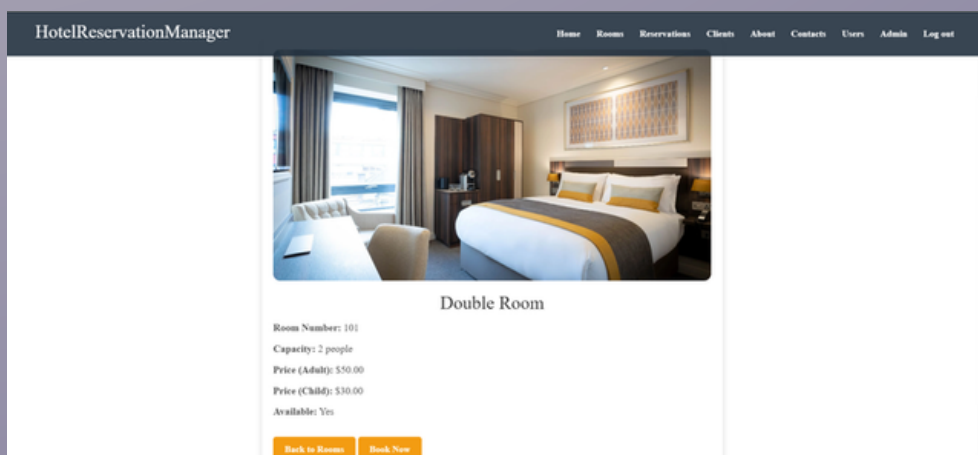 HotelReservationManager
Home Rooms Reservations Clients About Contacts Users Admin Log out
Double Room
Room Number: 101
Capacity: 2 people
Price (Adult): $50.00
Price (Child): $30.00
Available: Yes
Back to Rooms Book Now